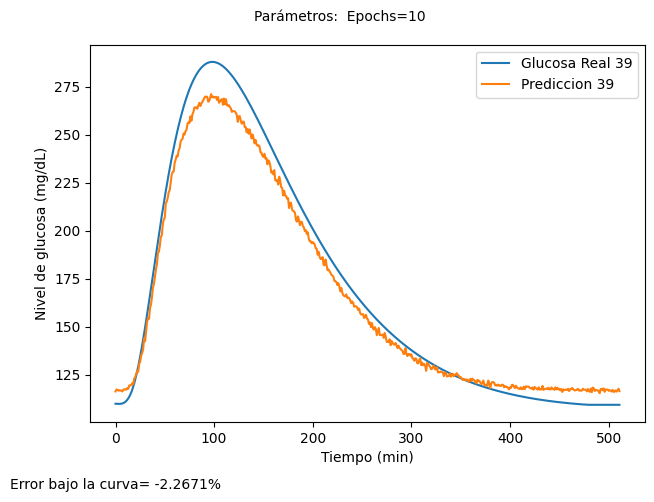 Parámetros:  Epochs=10
Glucosa Real 39
Prediccion 39
Nivel de glucosa (mg/dL)
275
250
225
200
175
150
125
0 100 200 300 400 500
Tiempo (min)
Error bajo la curva= -2.2671%